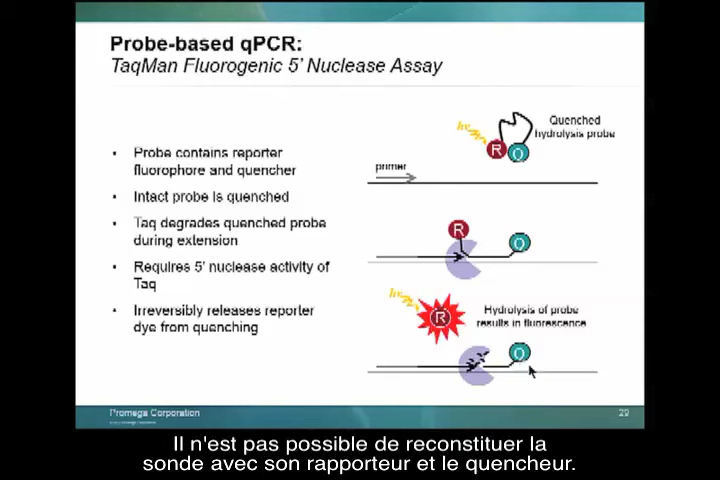 Probe-based qPCR:
TaqMan Fluorogenic 5' Nuclease Assay
Quenched
hydrolysis probe
hv
R
Q
primer
• Probe contains reporter
fluorophore and quencher
• Intact probe is quenched
• Taq degrades quenched probe
during extension
• Requires 5' nuclease activity of
Taq
• Irreversibly releases reporter
dye from quenching
R
Q
hv
R
Hydrolysis of probe
results in fluorescence
Q
Promega Corporation
29
Il n'est pas possible de reconstituer la
sonde avec son rapporteur et le quencheur.